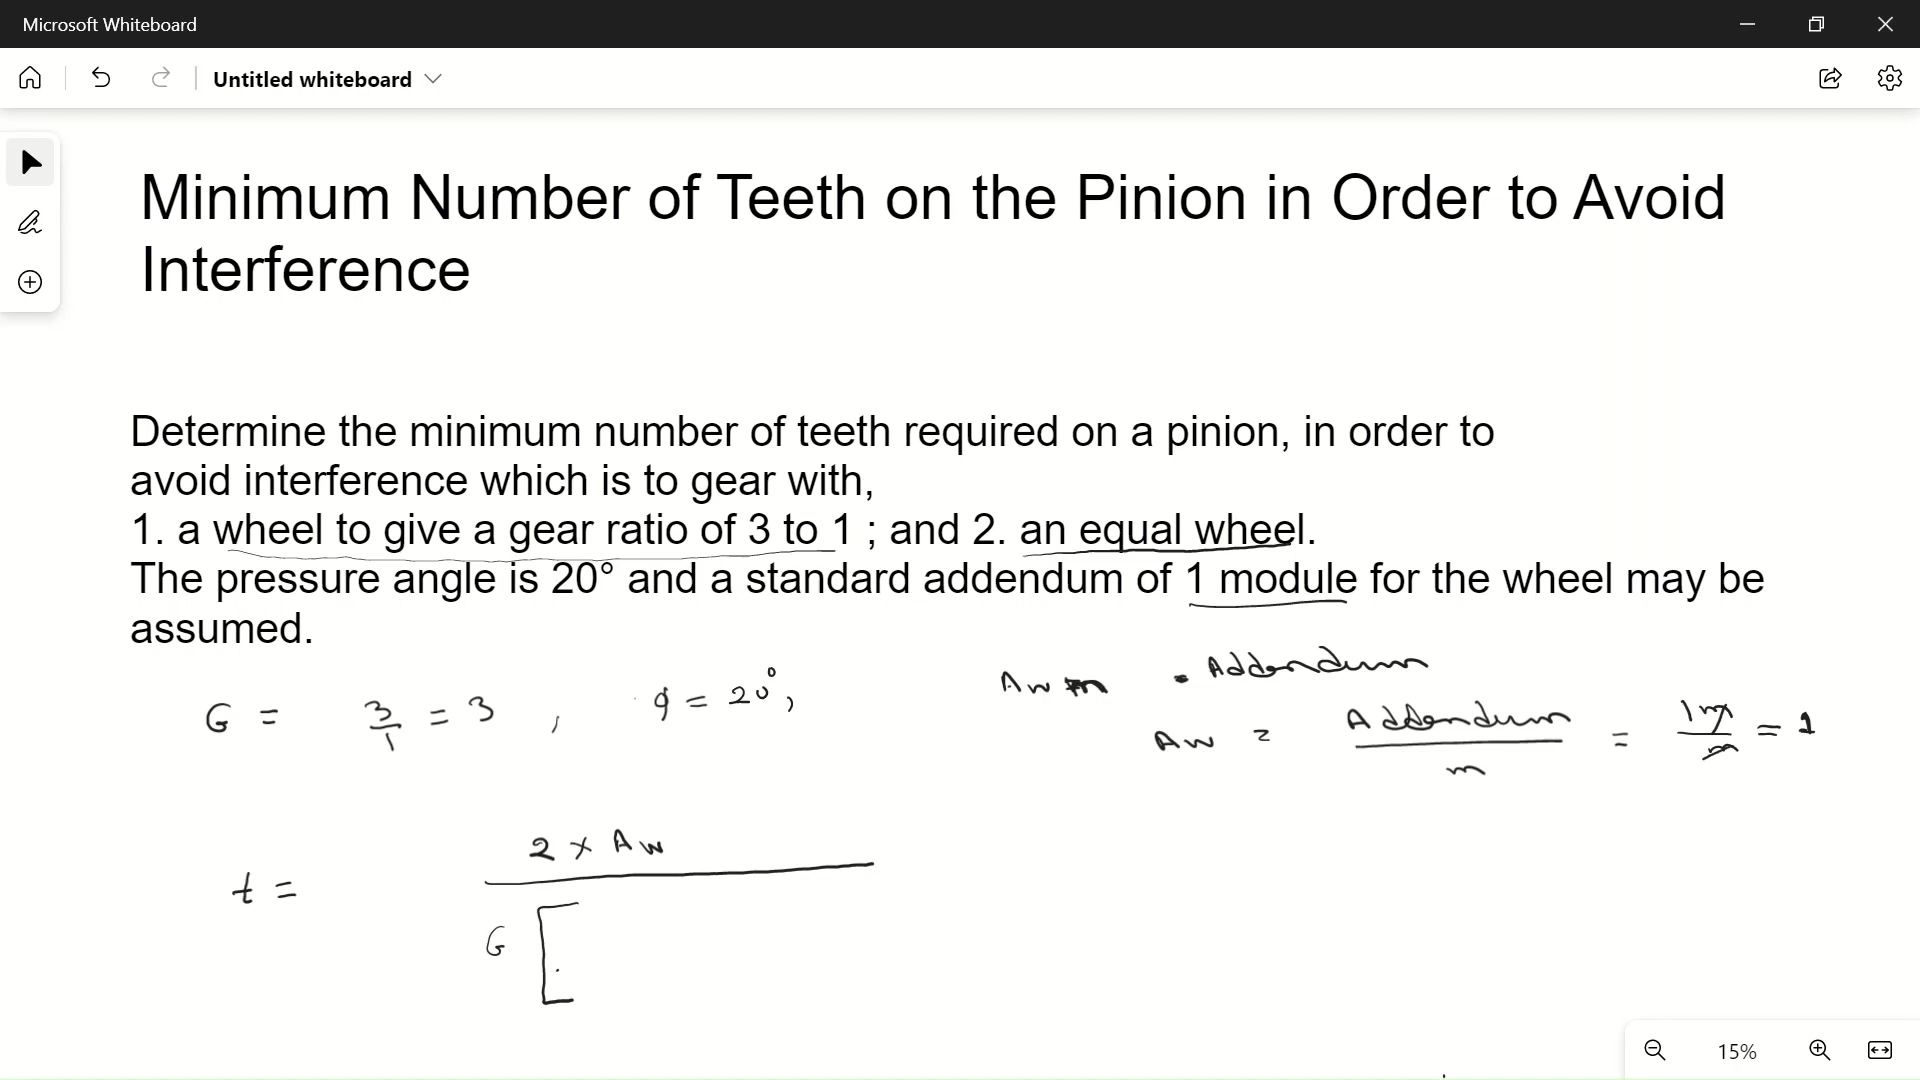 Microsoft Whiteboard
Untitled whiteboard
Minimum Number of Teeth on the Pinion in Order to Avoid
Interference
Determine the minimum number of teeth required on a pinion, in order to
avoid interference which is to gear with,
1. a wheel to give a gear ratio of 3 to 1 ; and 2. an equal wheel.
The pressure angle is 20° and a standard addendum of 1 module for the wheel may be
assumed.
Aw m = Addendum
G = 3/1 = 3 , φ = 20°,
Aw = Addendum/m = 1m/m = 1
t = 2 × Aw
G [
15%